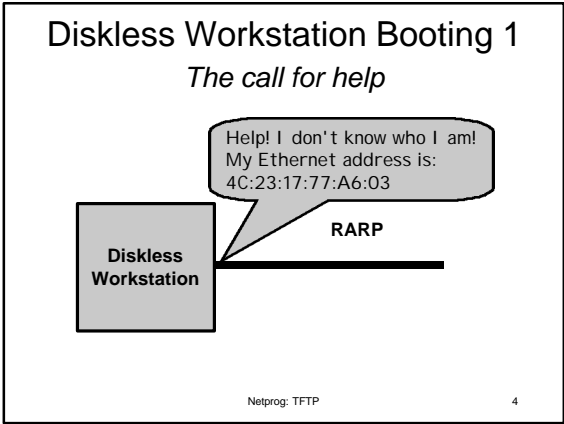 Diskless Workstation Booting 1
The call for help
Help! I don't know who I am!
My Ethernet address is:
4C:23:17:77:A6:03
RARP
Diskless
Workstation
Netprog: TFTP
4